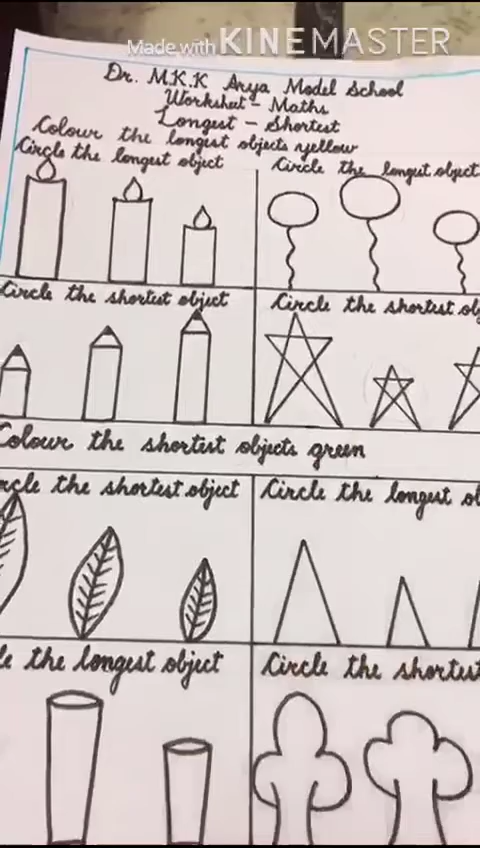 Made with KINEMASTER
Dr. M.K.K Arya Model School
Worksheet - Maths
Longest - Shortest
Colour the longest objects yellow
Circle the longest object
Circle the longest object
Circle the shortest object
Circle the shortest
Colour the shortest objects green
the shortest object
Circle the longest
the longest object
Circle the shortest